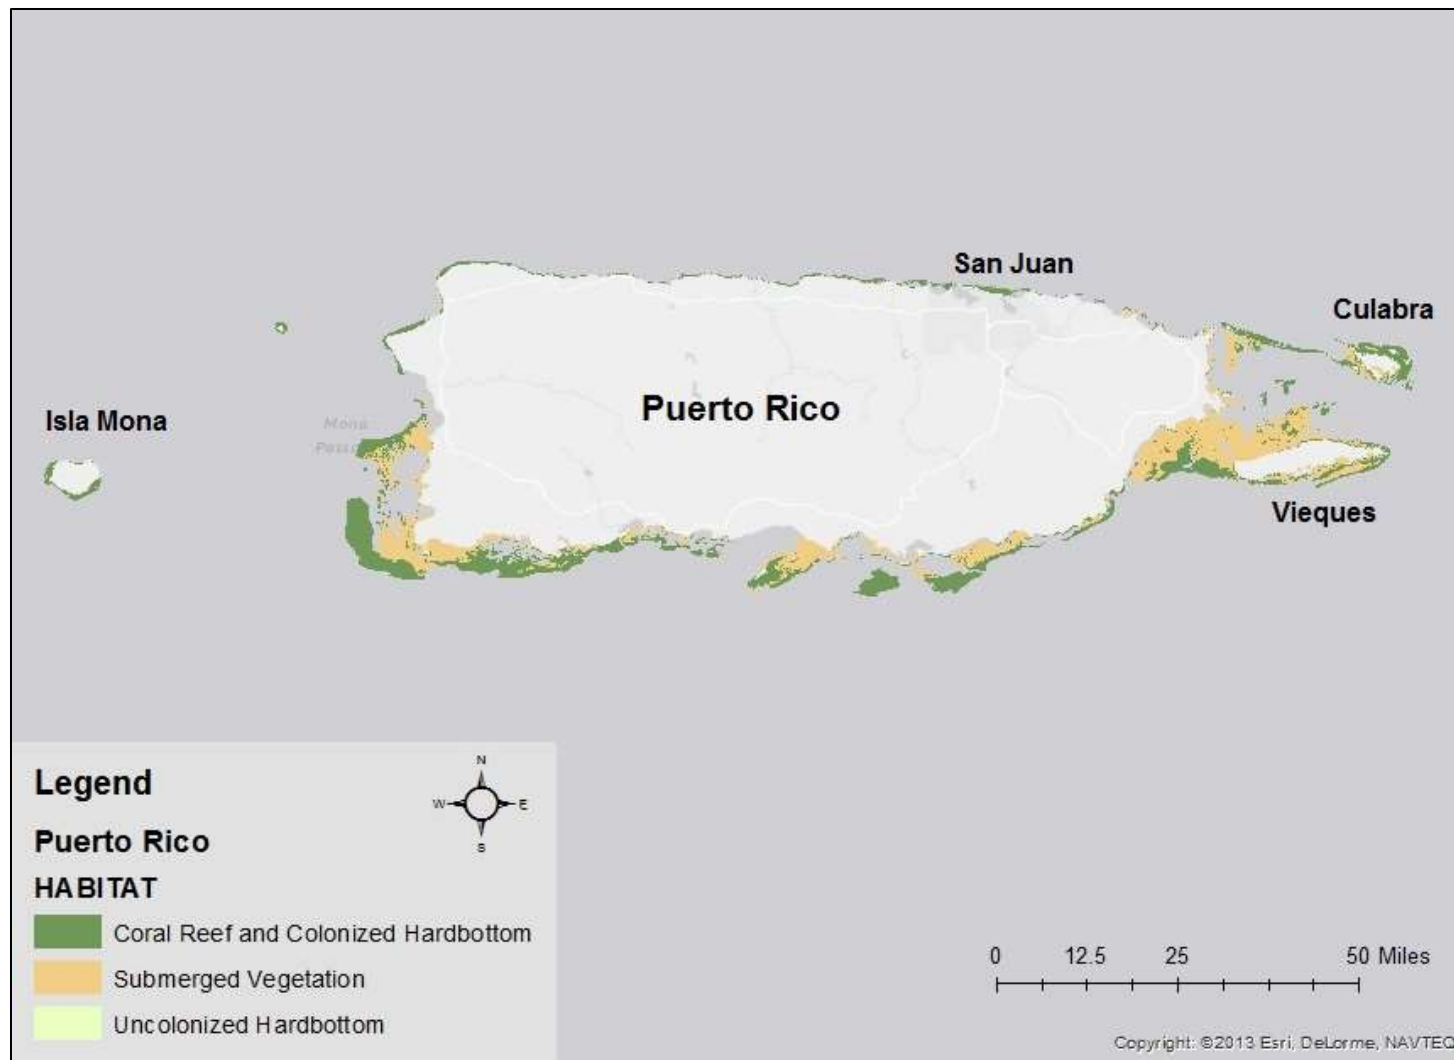 San Juan
Culabra
Isla Mona
Mona
Puerto Rico
Vieques
Legend
N
W E
S
Puerto Rico
HABITAT
Coral Reef and Colonized Hardbottom
Submerged Vegetation
Uncolonized Hardbottom
0 12.5 25 50 Miles
Copyright: ©2013 Esri, DeLorme, NAVTEQ